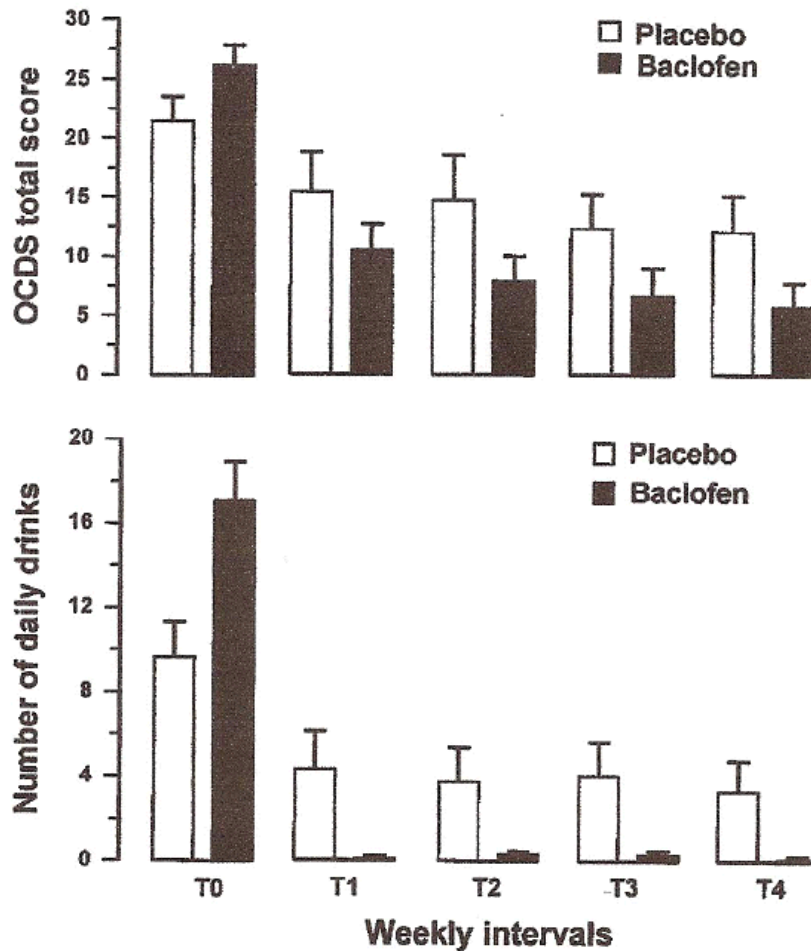 30
25
20
15
10
5
0
OCDS total score
Placebo
Baclofen
20
16
12
8
4
0
Number of daily drinks
Placebo
Baclofen
T0 T1 T2 T3 T4
Weekly intervals